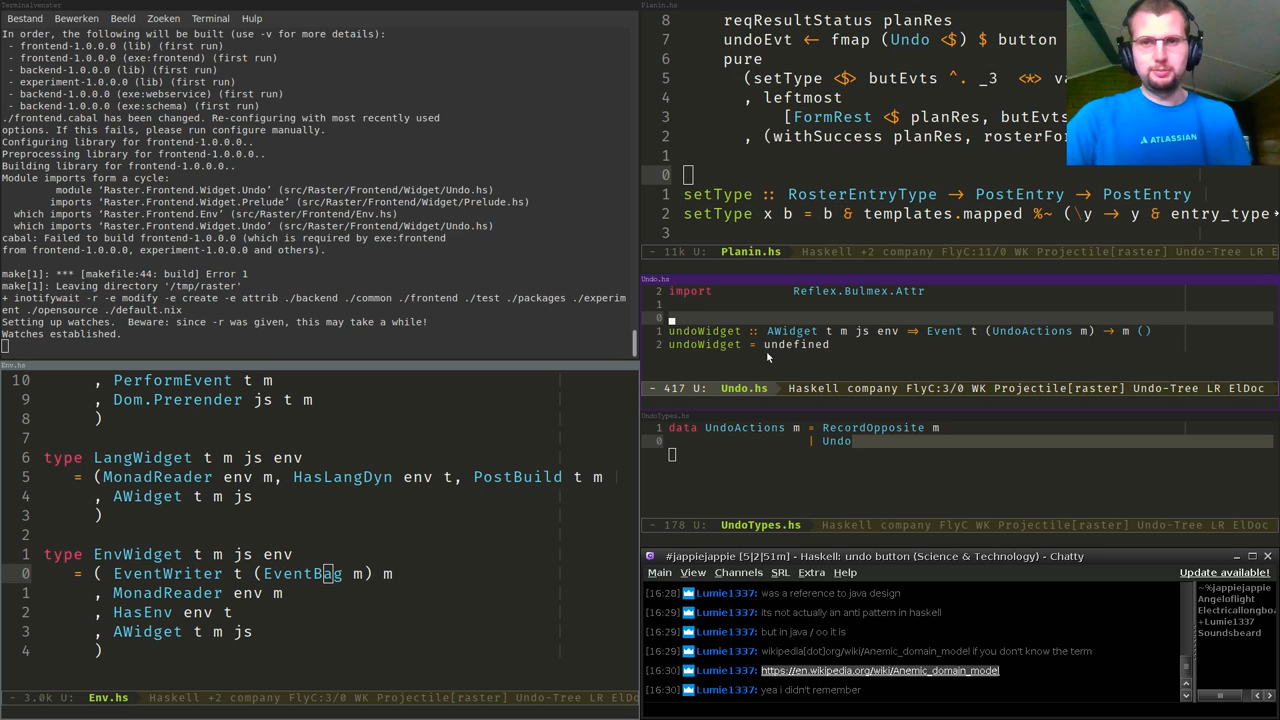 Terminalvenster
Bestand Bewerken Beeld Zoeken Terminal Hulp
In order, the following will be built (use -v for more details):
- frontend-1.0.0.0 (lib) (first run)
- frontend-1.0.0.0 (exe:frontend) (first run)
- backend-1.0.0.0 (lib) (first run)
- experiment-1.0.0.0 (lib) (first run)
- backend-1.0.0.0 (exe:webservice) (first run)
- backend-1.0.0.0 (exe:schema) (first run)
./frontend.cabal has been changed. Re-configuring with most recently used
options. If this fails, please run configure manually.
Configuring library for frontend-1.0.0.0..
Preprocessing library for frontend-1.0.0.0..
Building library for frontend-1.0.0.0..
Module imports form a cycle:
module ‘Raster.Frontend.Widget.Undo’ (src/Raster/Frontend/Widget/Undo.hs)
imports ‘Raster.Frontend.Widget.Prelude’ (src/Raster/Frontend/Widget/Prelude.hs)
which imports ‘Raster.Frontend.Env’ (src/Raster/Frontend/Env.hs)
which imports ‘Raster.Frontend.Widget.Undo’ (src/Raster/Frontend/Widget/Undo.hs)
cabal: Failed to build frontend-1.0.0.0 (which is required by exe:frontend
from frontend-1.0.0.0, experiment-1.0.0.0 and others).
make[1]: *** [makefile:44: build] Error 1
make[1]: Leaving directory '/tmp/raster'
+ inotifywait -r -e modify -e create -e attrib ./backend ./common ./frontend ./test ./packages ./experim
ent ./opensource ./default.nix
Setting up watches. Beware: since -r was given, this may take a while!
Watches established.
Env.hs
10 , PerformEvent t m
9 , Dom.Prerender js t m
8 )
7
6 type LangWidget t m js env
5 = (MonadReader env m, HasLangDyn env t, PostBuild t m
4 , AWidget t m js
3 )
2
1 type EnvWidget t m js env
0 = ( EventWriter t (EventBag m) m
1 , MonadReader env m
2 , HasEnv env t
3 , AWidget t m js
4 )
- 3.0k U: Env.hs Haskell +2 company FlyC:3/0 WK Projectile[raster] Undo-Tree LR ElDo
Planin.hs
8 reqResultStatus planRes
7 undoEvt ← fmap (Undo <$) $ button
6 pure
5 (setType <$> butEvts ^. _3 <*> va
4 , leftmost
3 [FormRest <$ planRes, butEvts
2 , (withSuccess planRes, rosterFo
1
0
1 setType :: RosterEntryType → PostEntry → PostEntry
2 setType x b = b & templates.mapped %~ (\y → y & entry_type
3
- 11k U: Planin.hs Haskell +2 company FlyC:11/0 WK Projectile[raster] Undo-Tree LR El
Undo.hs
2 import Reflex.Bulmex.Attr
1
0
1 undoWidget :: AWidget t m js env ⇒ Event t (UndoActions m) → m ()
2 undoWidget = undefined
- 417 U: Undo.hs Haskell company FlyC:3/0 WK Projectile[raster] Undo-Tree LR ElDoc
UndoTypes.hs
1 data UndoActions m = RecordOpposite m
0 | Undo
- 178 U: UndoTypes.hs Haskell company FlyC WK Projectile[raster] Undo-Tree LR ElDoc
#jappiejappie [5|2|51m] - Haskell: undo button (Science & Technology) - Chatty
Main View Channels SRL Extra Help Update available!
[16:28] Lumie1337: was a reference to java design
[16:29] Lumie1337: its not actually an anti pattern in haskell
[16:29] Lumie1337: but in java / oo it is
[16:29] Lumie1337: wikipedia[dot]org/wiki/Anemic_domain_model if you don't know the term
[16:30] Lumie1337: https://en.wikipedia.org/wiki/Anemic_domain_model
[16:30] Lumie1337: yea i didn't remember
~%jappiejappie
Angeloflight
Electricallongbo
+Lumie1337
Soundsbeard
ATLASSIAN